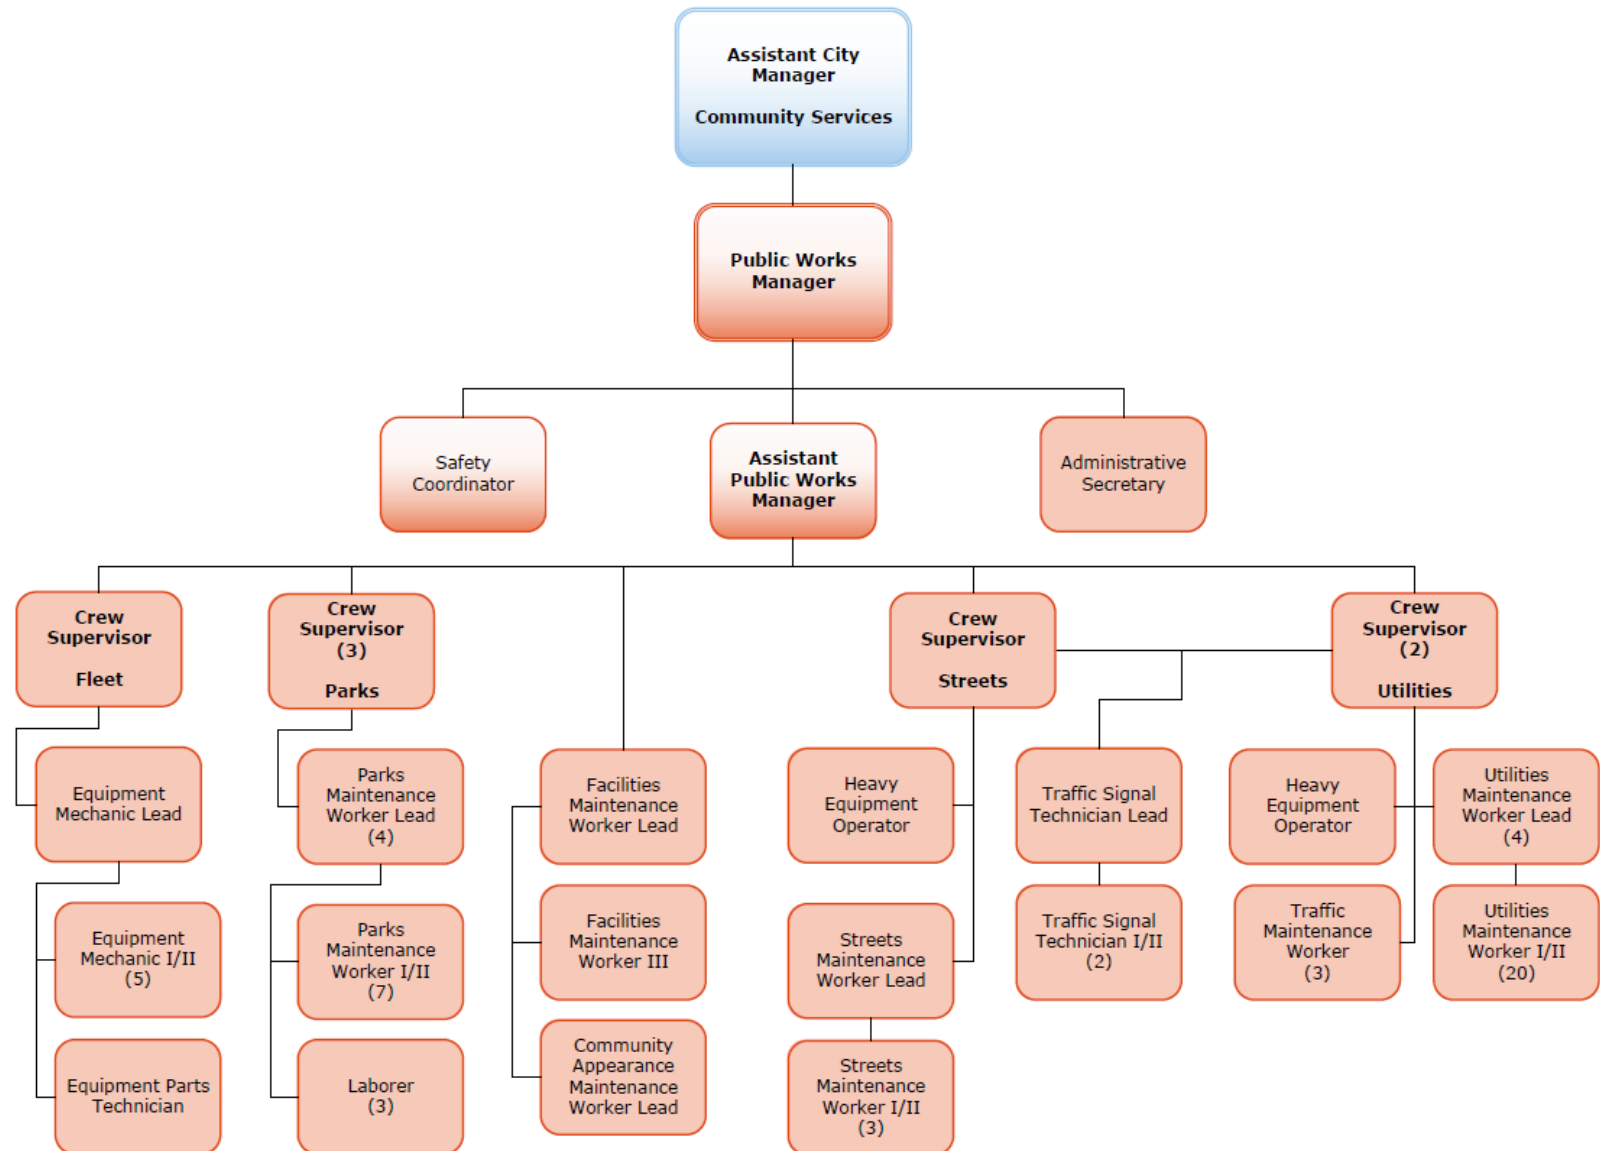 Assistant City
Manager
Community Services
Public Works
Manager
Safety
Coordinator
Assistant
Public Works
Manager
Administrative
Secretary
Crew
Supervisor
Fleet
Crew
Supervisor
(3)
Parks
Crew
Supervisor
Streets
Crew
Supervisor
(2)
Utilities
Equipment
Mechanic Lead
Parks
Maintenance
Worker Lead
(4)
Facilities
Maintenance
Worker Lead
Heavy
Equipment
Operator
Traffic Signal
Technician Lead
Heavy
Equipment
Operator
Utilities
Maintenance
Worker Lead
(4)
Equipment
Mechanic I/II
(5)
Parks
Maintenance
Worker I/II
(7)
Facilities
Maintenance
Worker III
Streets
Maintenance
Worker Lead
Traffic Signal
Technician I/II
(2)
Traffic
Maintenance
Worker
(3)
Utilities
Maintenance
Worker I/II
(20)
Equipment Parts
Technician
Laborer
(3)
Community
Appearance
Maintenance
Worker Lead
Streets
Maintenance
Worker I/II
(3)